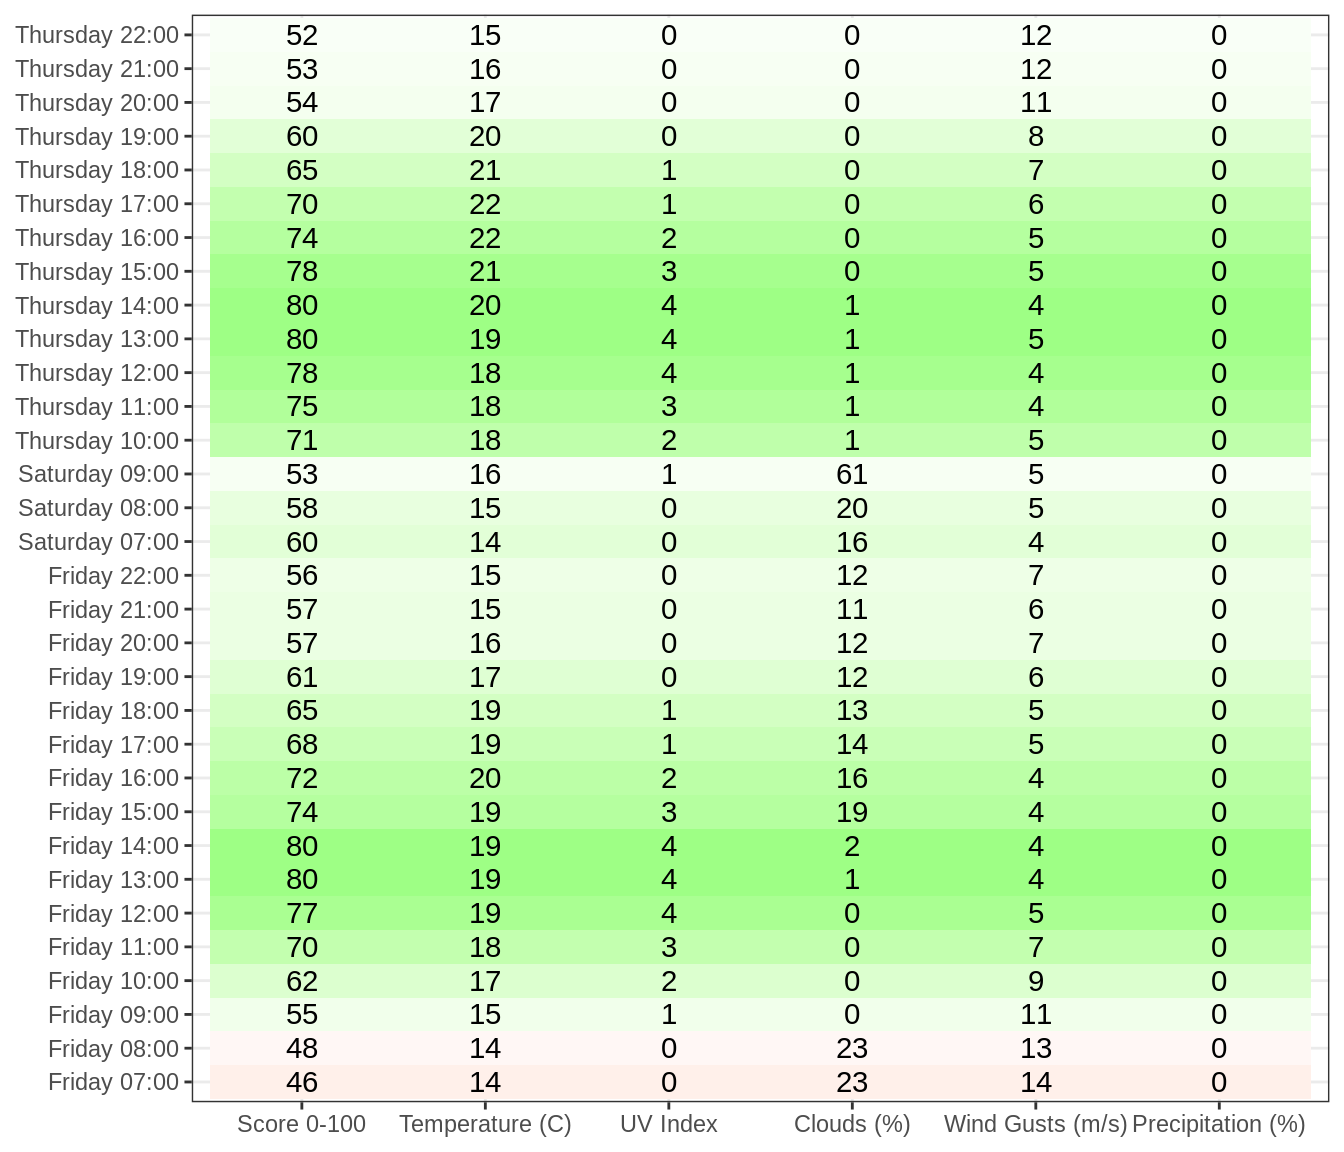 Thursday 22:00 52 15 0 0 12 0
Thursday 21:00 53 16 0 0 12 0
Thursday 20:00 54 17 0 0 11 0
Thursday 19:00 60 20 0 0 8 0
Thursday 18:00 65 21 1 0 7 0
Thursday 17:00 70 22 1 0 6 0
Thursday 16:00 74 22 2 0 5 0
Thursday 15:00 78 21 3 0 5 0
Thursday 14:00 80 20 4 1 4 0
Thursday 13:00 80 19 4 1 5 0
Thursday 12:00 78 18 4 1 4 0
Thursday 11:00 75 18 3 1 4 0
Thursday 10:00 71 18 2 1 5 0
Saturday 09:00 53 16 1 61 5 0
Saturday 08:00 58 15 0 20 5 0
Saturday 07:00 60 14 0 16 4 0
Friday 22:00 56 15 0 12 7 0
Friday 21:00 57 15 0 11 6 0
Friday 20:00 57 16 0 12 7 0
Friday 19:00 61 17 0 12 6 0
Friday 18:00 65 19 1 13 5 0
Friday 17:00 68 19 1 14 5 0
Friday 16:00 72 20 2 16 4 0
Friday 15:00 74 19 3 19 4 0
Friday 14:00 80 19 4 2 4 0
Friday 13:00 80 19 4 1 4 0
Friday 12:00 77 19 4 0 5 0
Friday 11:00 70 18 3 0 7 0
Friday 10:00 62 17 2 0 9 0
Friday 09:00 55 15 1 0 11 0
Friday 08:00 48 14 0 23 13 0
Friday 07:00 46 14 0 23 14 0
Score 0-100 Temperature (C) UV Index Clouds (%) Wind Gusts (m/s) Precipitation (%)